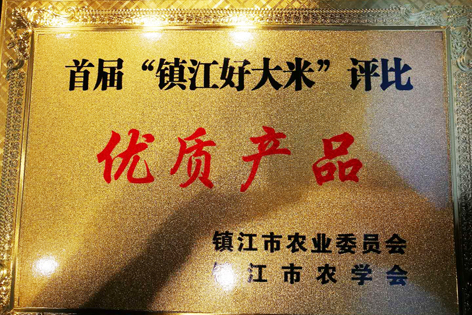 首届“镇江好大米”评比
优质产品
镇江市农业委员会
镇江市农学会